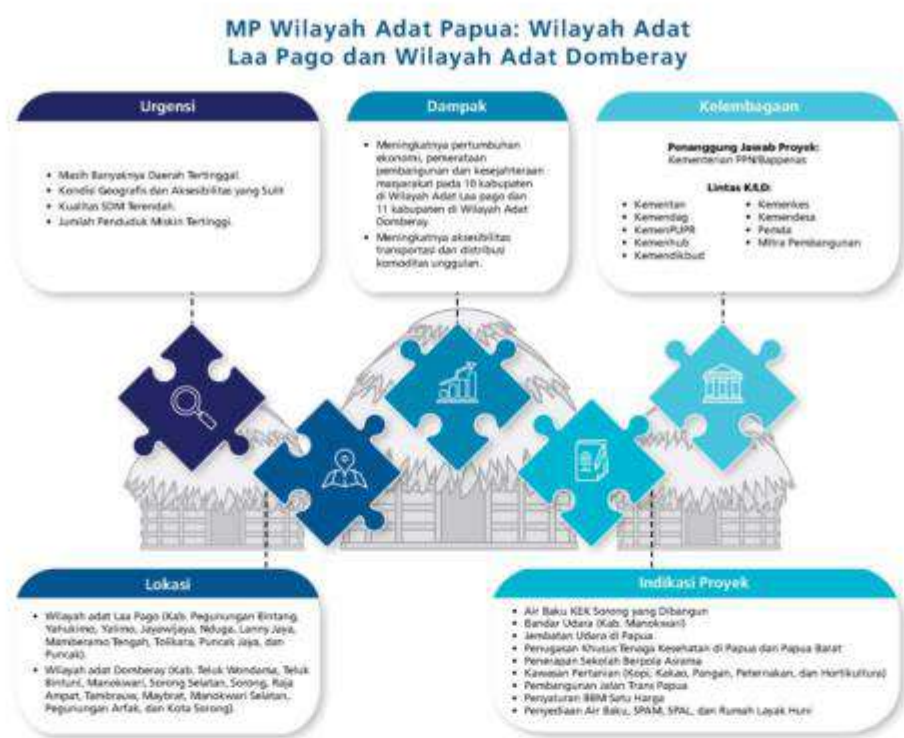 MP Wilayah Adat Papua: Wilayah Adat
Laa Pago dan Wilayah Adat Domberay
Urgensi
• Masih Banyaknya Daerah Tertinggal.
• Kondisi Geografis dan Aksesibilitas yang Sulit
• Kualitas SDM Terendah.
• Jumlah Penduduk Miskin Tertinggi.
Dampak
• Meningkatnya pertumbuhan
ekonomi, pemerataan
pembangunan dan kesejahteraan
masyarakat pada 10 kabupaten
di Wilayah Adat Laa pago dan
11 kabupaten di Wilayah Adat
Domberay.
• Meningkatnya aksesibilitas
transportasi dan distribusi
komoditas unggulan.
Kelembagaan
Penanggung Jawab Proyek:
Kementerian PPN/Bappenas
Lintas K/L/D:
• Kementan
• Kemendag
• KemenPUPR
• Kemenhub
• Kemendikbud
• Kemenkes
• Kemendesa
• Pemda
• Mitra Pembangunan
Lokasi
• Wilayah adat Laa Pago (Kab. Pegunungan Bintang,
Yahukimo, Yalimo, Jayawijaya, Nduga, Lanny Jaya,
Mamberamo Tengah, Tolikara, Puncak Jaya, dan
Puncak).
• Wilayah adat Domberay (Kab. Teluk Wondama, Teluk
Bintuni, Manokwari, Sorong Selatan, Sorong, Raja
Ampat, Tambrauw, Maybrat, Manokwari Selatan,
Pegunungan Arfak, dan Kota Sorong).
Indikasi Proyek
• Air Baku KEK Sorong yang Dibangun
• Bandar Udara (Kab. Manokwari)
• Jembatan Udara di Papua
• Penugasan Khusus Tenaga Kesehatan di Papua dan Papua Barat
• Penerapan Sekolah Berpola Asrama
• Kawasan Pertanian (Kopi, Kakao, Pangan, Peternakan, dan Hortikultura)
• Pembangunan Jalan Trans Papua
• Penyaluran BBM Satu Harga
• Penyediaan Air Baku, SPAM, SPAL, dan Rumah Layak Huni